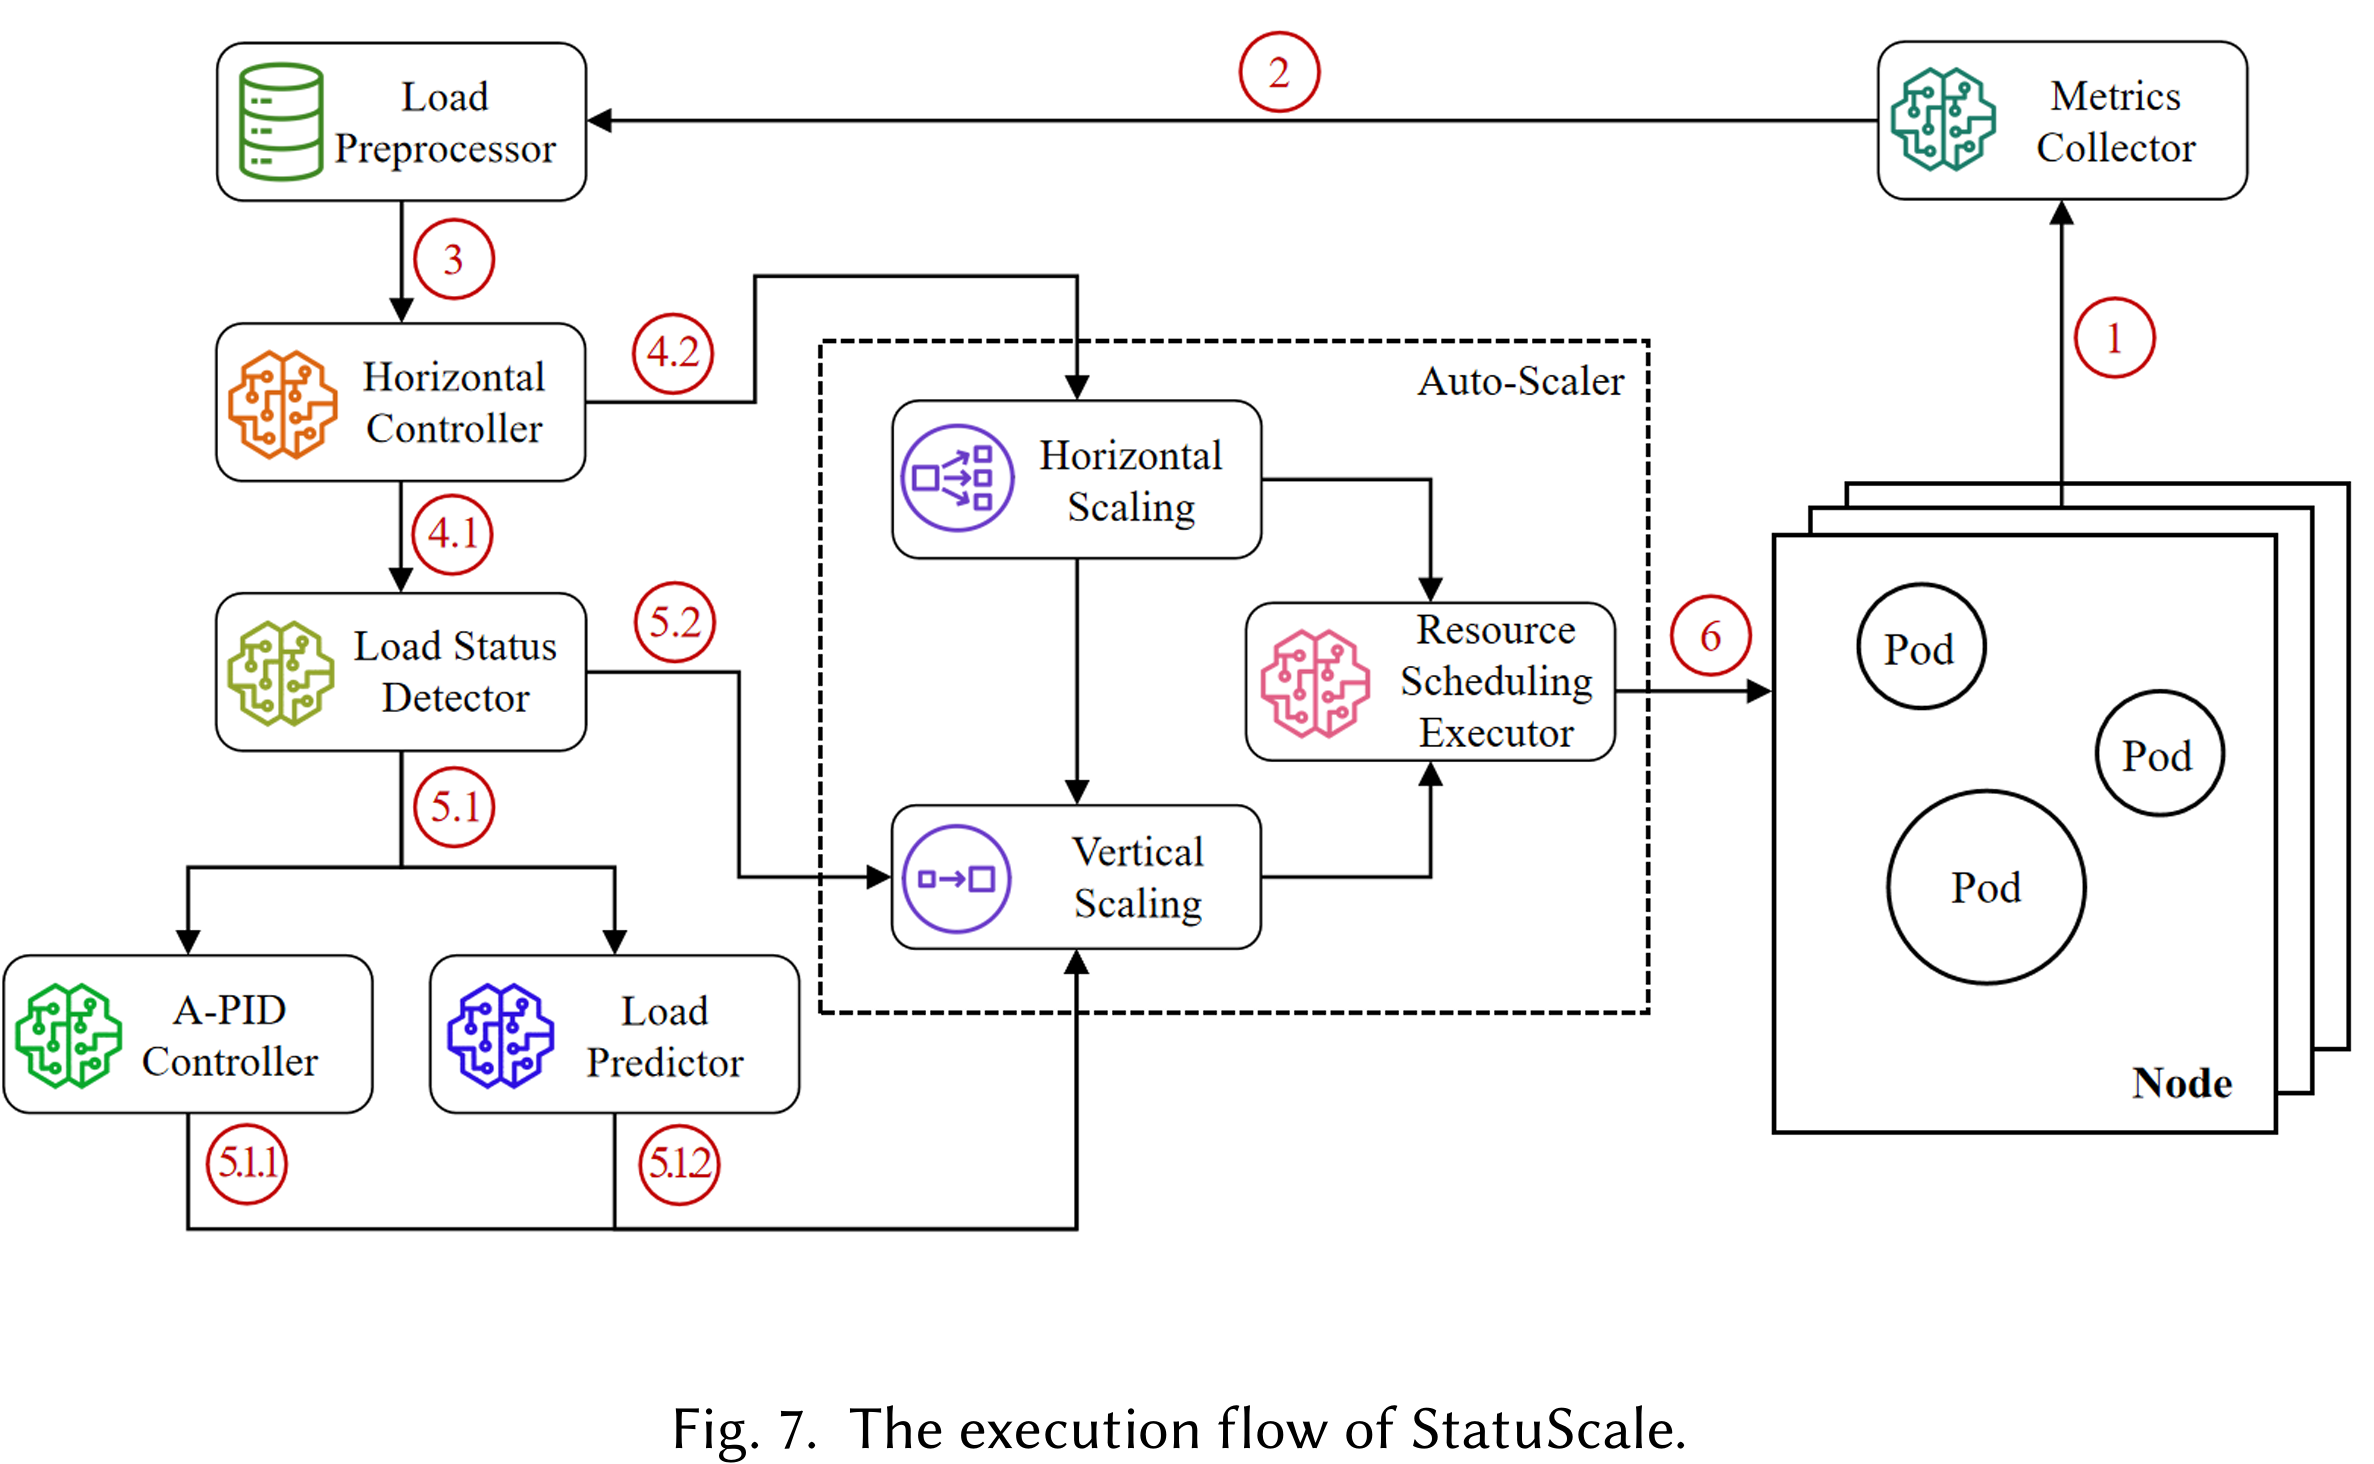 Load
Preprocessor
2
Metrics
Collector
3
1
Horizontal
Controller
4.2
Auto-Scaler
Horizontal
Scaling
4.1
Load Status
Detector
5.2
Resource
Scheduling
Executor
6
Pod
Pod
Pod
Node
5.1
Vertical
Scaling
A-PID
Controller
Load
Predictor
5.1.1
5.1.2
Fig. 7. The execution flow of StatuScale.